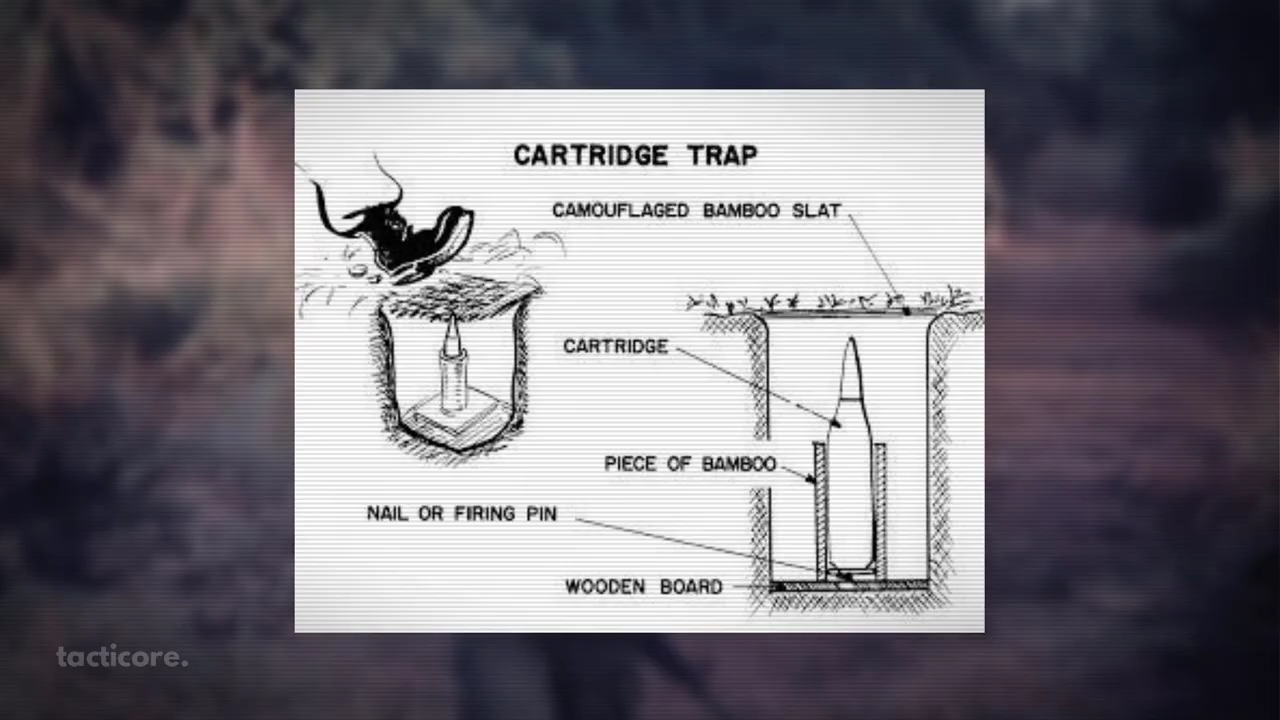 CARTRIDGE TRAP
CAMOUFLAGED BAMBOO SLAT
CARTRIDGE
PIECE OF BAMBOO
NAIL OR FIRING PIN
WOODEN BOARD
tacticore.